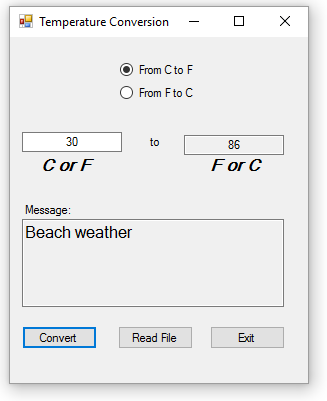 Temperature Conversion
From C to F
From F to C
30 to 86
C or F F or C
Message:
Beach weather
Convert Read File Exit